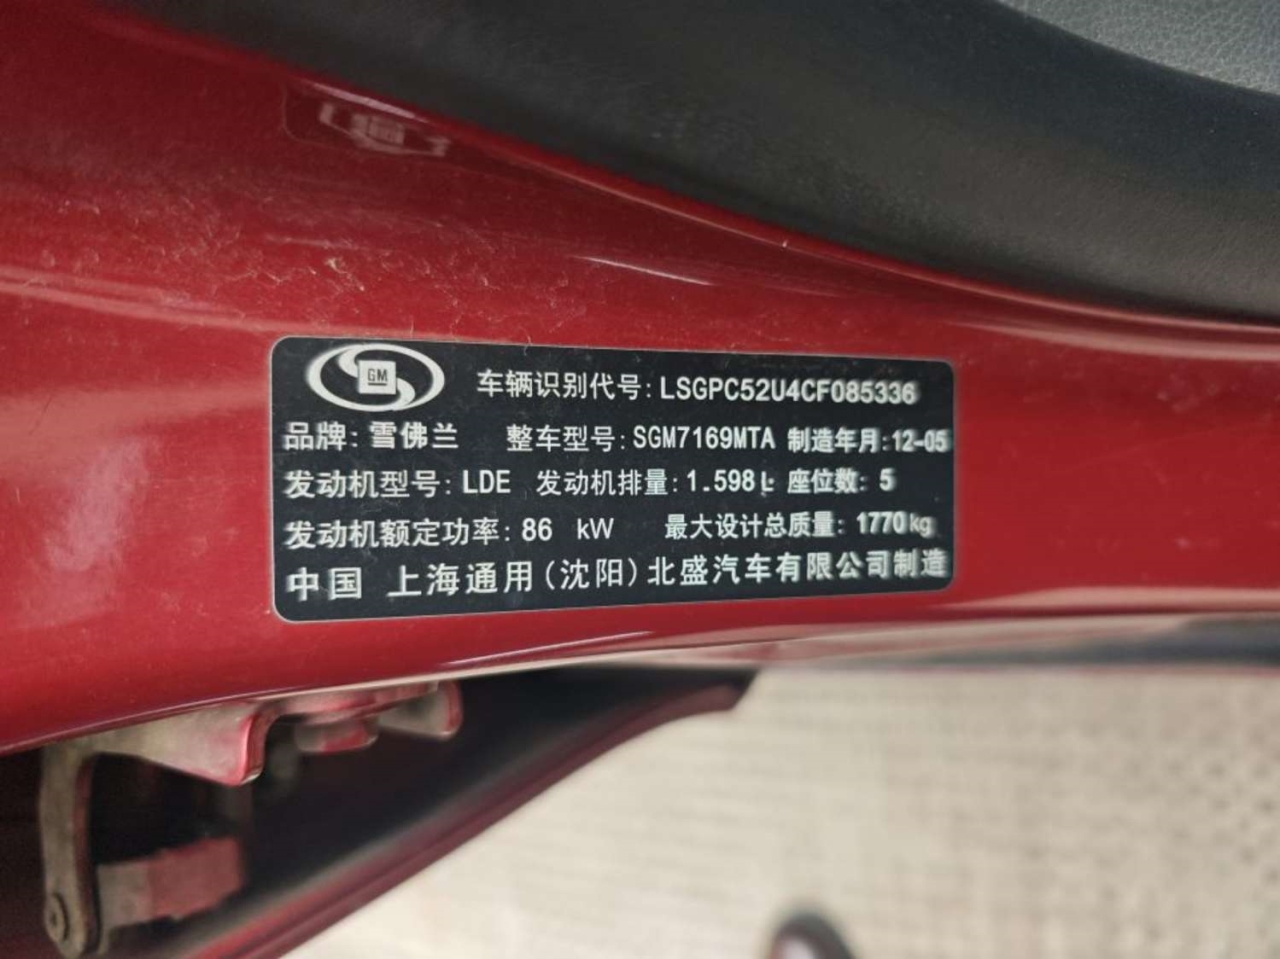 GM
车辆识别代号:LSGPC52U4CF085336
品牌:雪佛兰 整车型号:SGM7169MTA 制造年月:12-05
发动机型号:LDE 发动机排量:1.598L 座位数:5
发动机额定功率:86 kW 最大设计总质量:1770kg
中国 上海通用(沈阳)北盛汽车有限公司制造